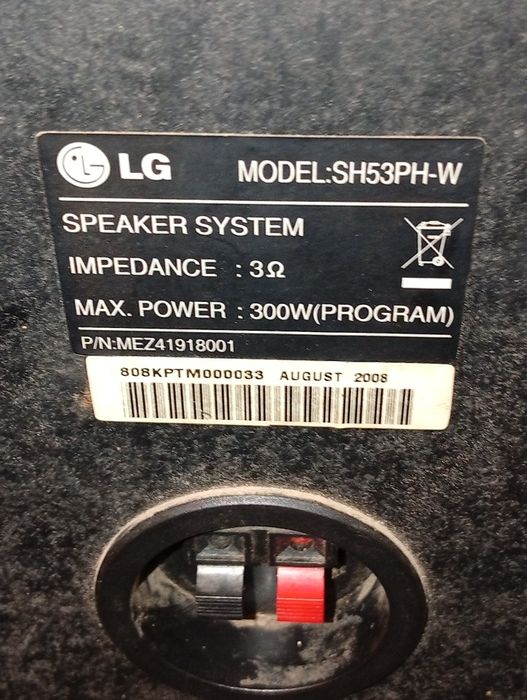 LG MODEL:SH53PH-W
SPEAKER SYSTEM
IMPEDANCE : 3Ω
MAX. POWER : 300W(PROGRAM)
P/N:MEZ41918001
808KPTM000033 AUGUST 2008